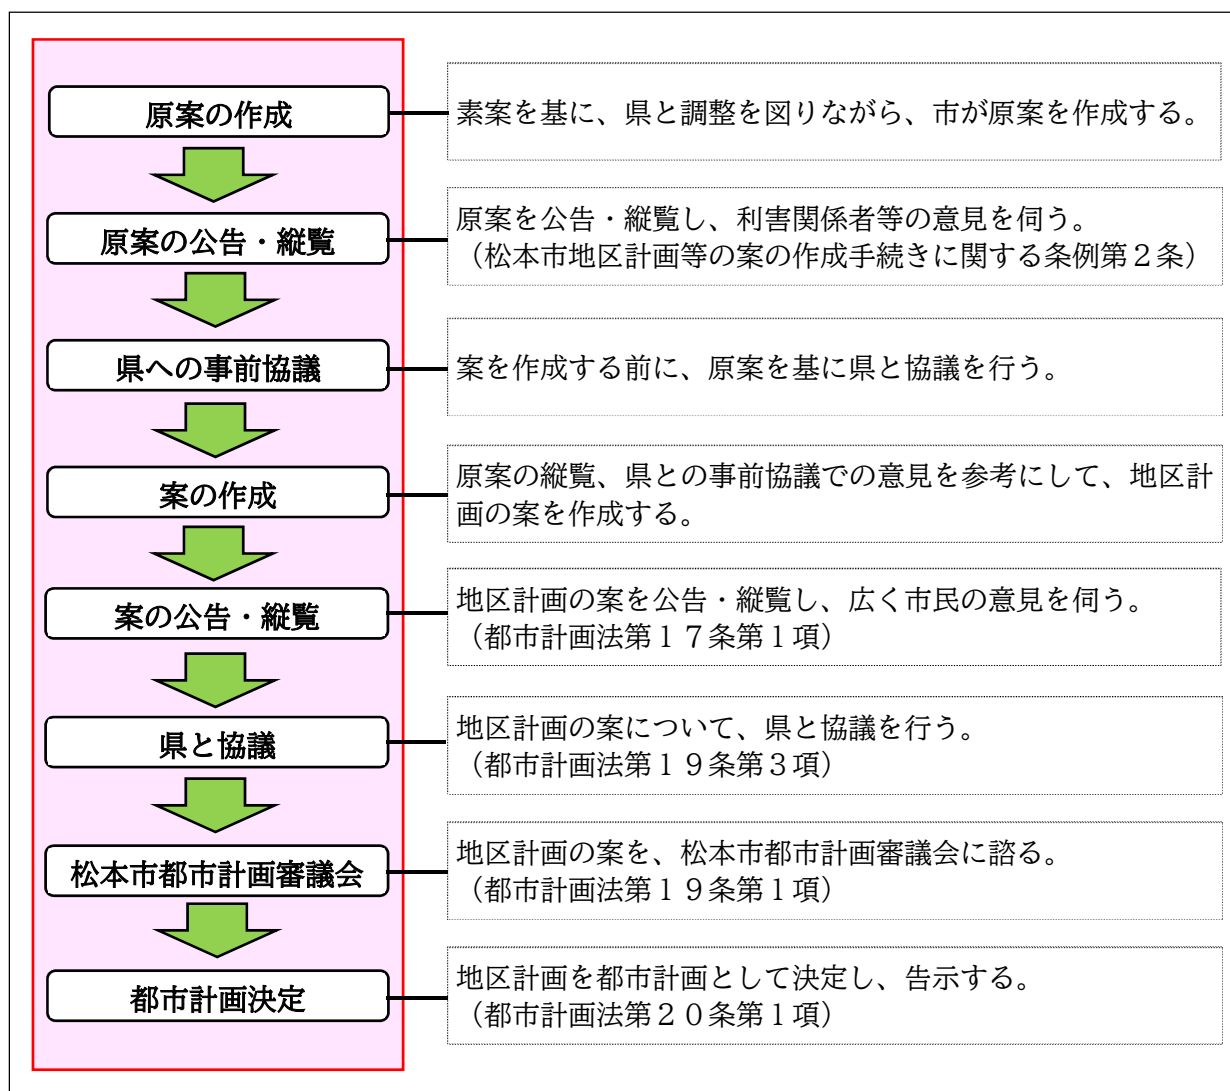 原案の作成
素案を基に、県と調整を図りながら、市が原案を作成する。
原案の公告・縦覧
原案を公告・縦覧し、利害関係者等の意見を伺う。
（松本市地区計画等の案の作成手続きに関する条例第２条）
県への事前協議
案を作成する前に、原案を基に県と協議を行う。
案の作成
原案の縦覧、県との事前協議での意見を参考にして、地区計
画の案を作成する。
案の公告・縦覧
地区計画の案を公告・縦覧し、広く市民の意見を伺う。
（都市計画法第１７条第１項）
県と協議
地区計画の案について、県と協議を行う。
（都市計画法第１９条第３項）
松本市都市計画審議会
地区計画の案を、松本市都市計画審議会に諮る。
（都市計画法第１９条第１項）
都市計画決定
地区計画を都市計画として決定し、告示する。
（都市計画法第２０条第１項）